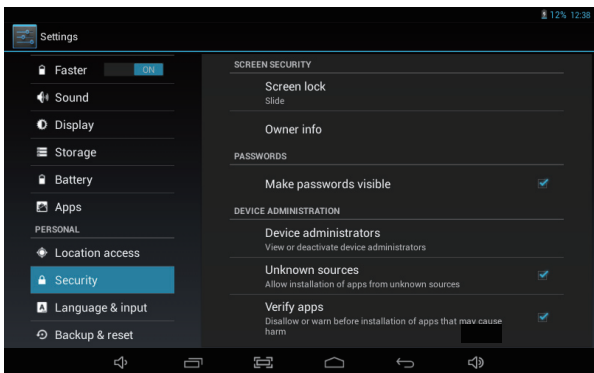 12% 12:38
Settings
Faster ON
Sound
Display
Storage
Battery
Apps
PERSONAL
Location access
Security
Language & input
Backup & reset
SCREEN SECURITY
Screen lock
Slide
Owner info
PASSWORDS
Make passwords visible
DEVICE ADMINISTRATION
Device administrators
View or deactivate device administrators
Unknown sources
Allow installation of apps from unknown sources
Verify apps
Disallow or warn before installation of apps that may cause
harm